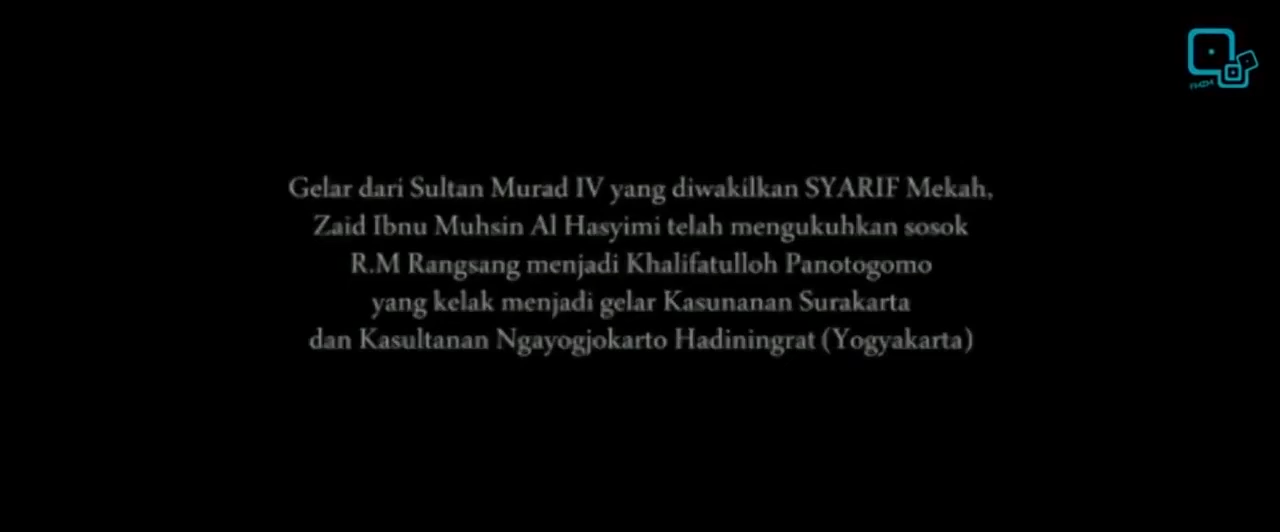 Gelar dari Sultan Murad IV yang diwakilkan SYARIF Mekah,
Zaid Ibnu Muhsin Al Hasyimi telah mengukuhkan sosok
R.M Rangsang menjadi Khalifatulloh Panotogomo
yang kelak menjadi gelar Kasunanan Surakarta
dan Kasultanan Ngayogjokarto Hadiningrat (Yogyakarta)